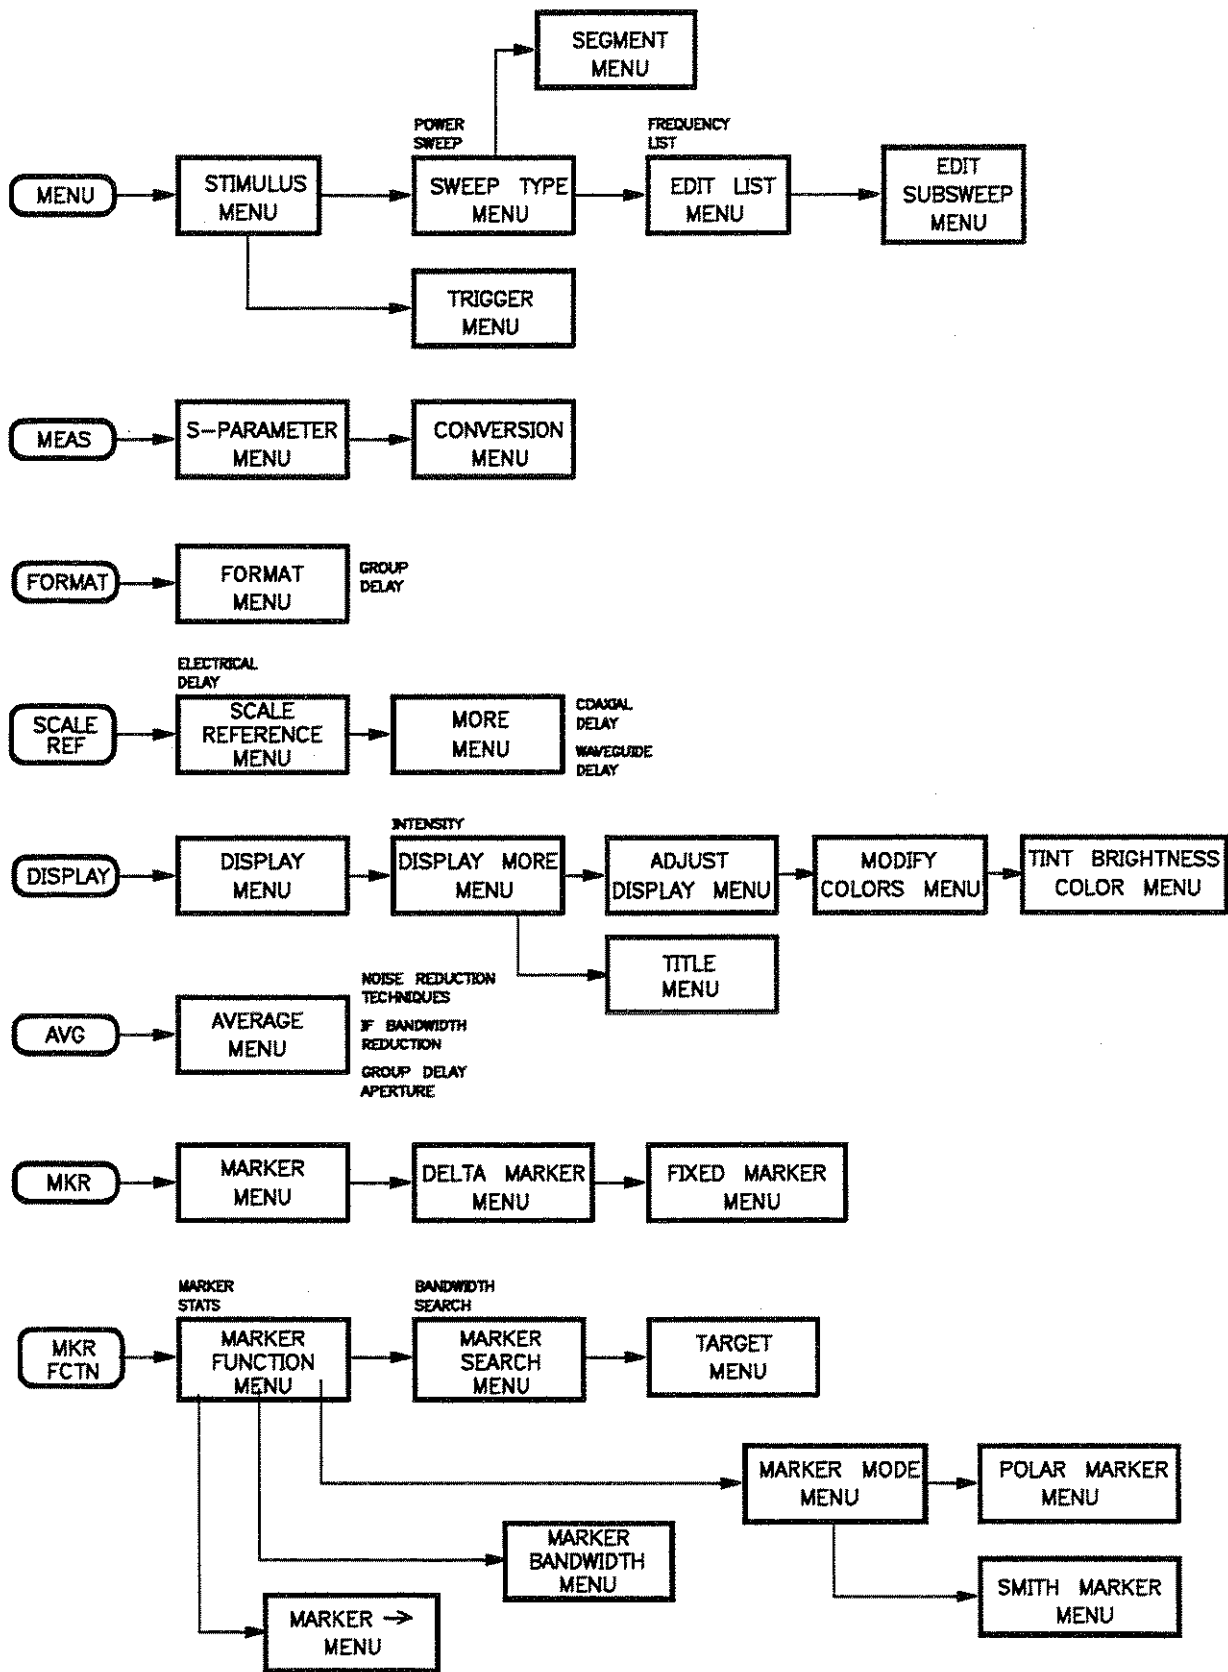 SEGMENT
MENU
POWER
SWEEP
FREQUENCY
LIST
MENU
STIMULUS
MENU
SWEEP TYPE
MENU
EDIT LIST
MENU
EDIT
SUBSWEEP
MENU
TRIGGER
MENU
MEAS
S-PARAMETER
MENU
CONVERSION
MENU
FORMAT
FORMAT
MENU
GROUP
DELAY
ELECTRICAL
DELAY
SCALE
REF
SCALE
REFERENCE
MENU
MORE
MENU
COAXIAL
DELAY
WAVEGUIDE
DELAY
INTENSITY
DISPLAY
DISPLAY
MENU
DISPLAY MORE
MENU
ADJUST
DISPLAY MENU
MODIFY
COLORS MENU
TINT BRIGHTNESS
COLOR MENU
TITLE
MENU
AVG
AVERAGE
MENU
NOISE REDUCTION
TECHNIQUES
IF BANDWIDTH
REDUCTION
GROUP DELAY
APERTURE
MKR
MARKER
MENU
DELTA MARKER
MENU
FIXED MARKER
MENU
MARKER
STATS
BANDWIDTH
SEARCH
MKR
FCTN
MARKER
FUNCTION
MENU
MARKER
SEARCH
MENU
TARGET
MENU
MARKER MODE
MENU
POLAR MARKER
MENU
MARKER
BANDWIDTH
MENU
SMITH MARKER
MENU
MARKER →
MENU